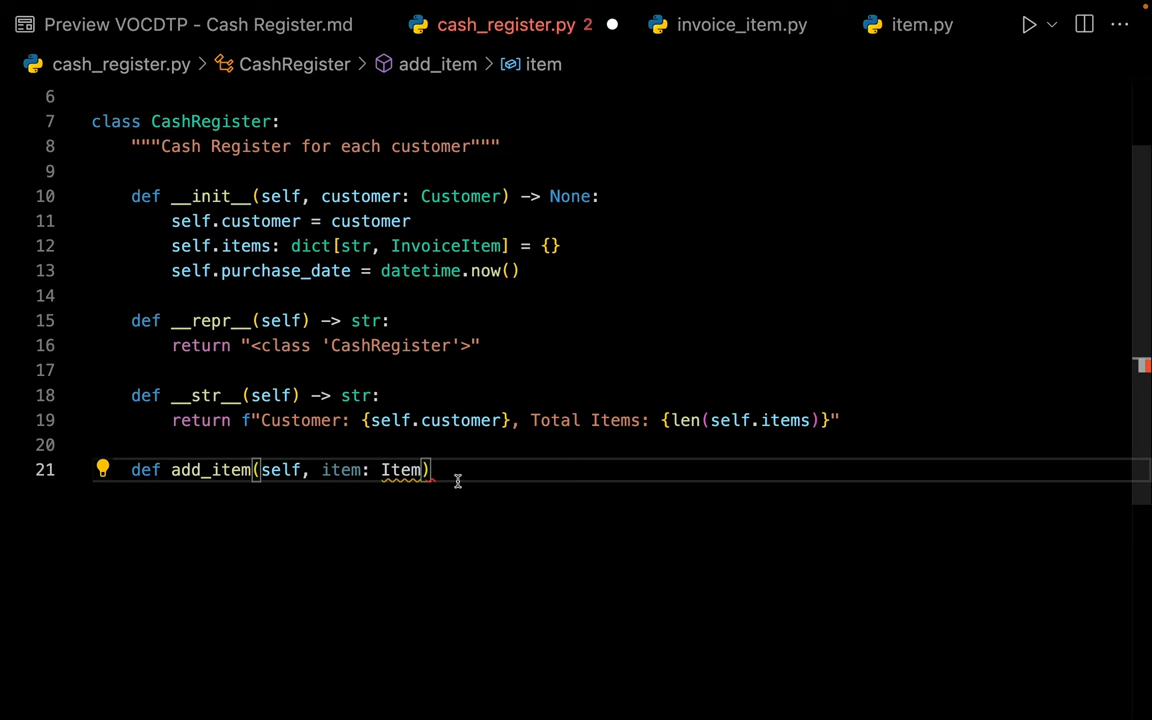 Preview VOCDTP - Cash Register.md cash_register.py 2 invoice_item.py item.py
cash_register.py > CashRegister > add_item > item
6
7 class CashRegister:
8 """Cash Register for each customer"""
9
10 def __init__(self, customer: Customer) -> None:
11 self.customer = customer
12 self.items: dict[str, InvoiceItem] = {}
13 self.purchase_date = datetime.now()
14
15 def __repr__(self) -> str:
16 return "<class 'CashRegister'>"
17
18 def __str__(self) -> str:
19 return f"Customer: {self.customer}, Total Items: {len(self.items)}"
20
21 def add_item(self, item: Item)